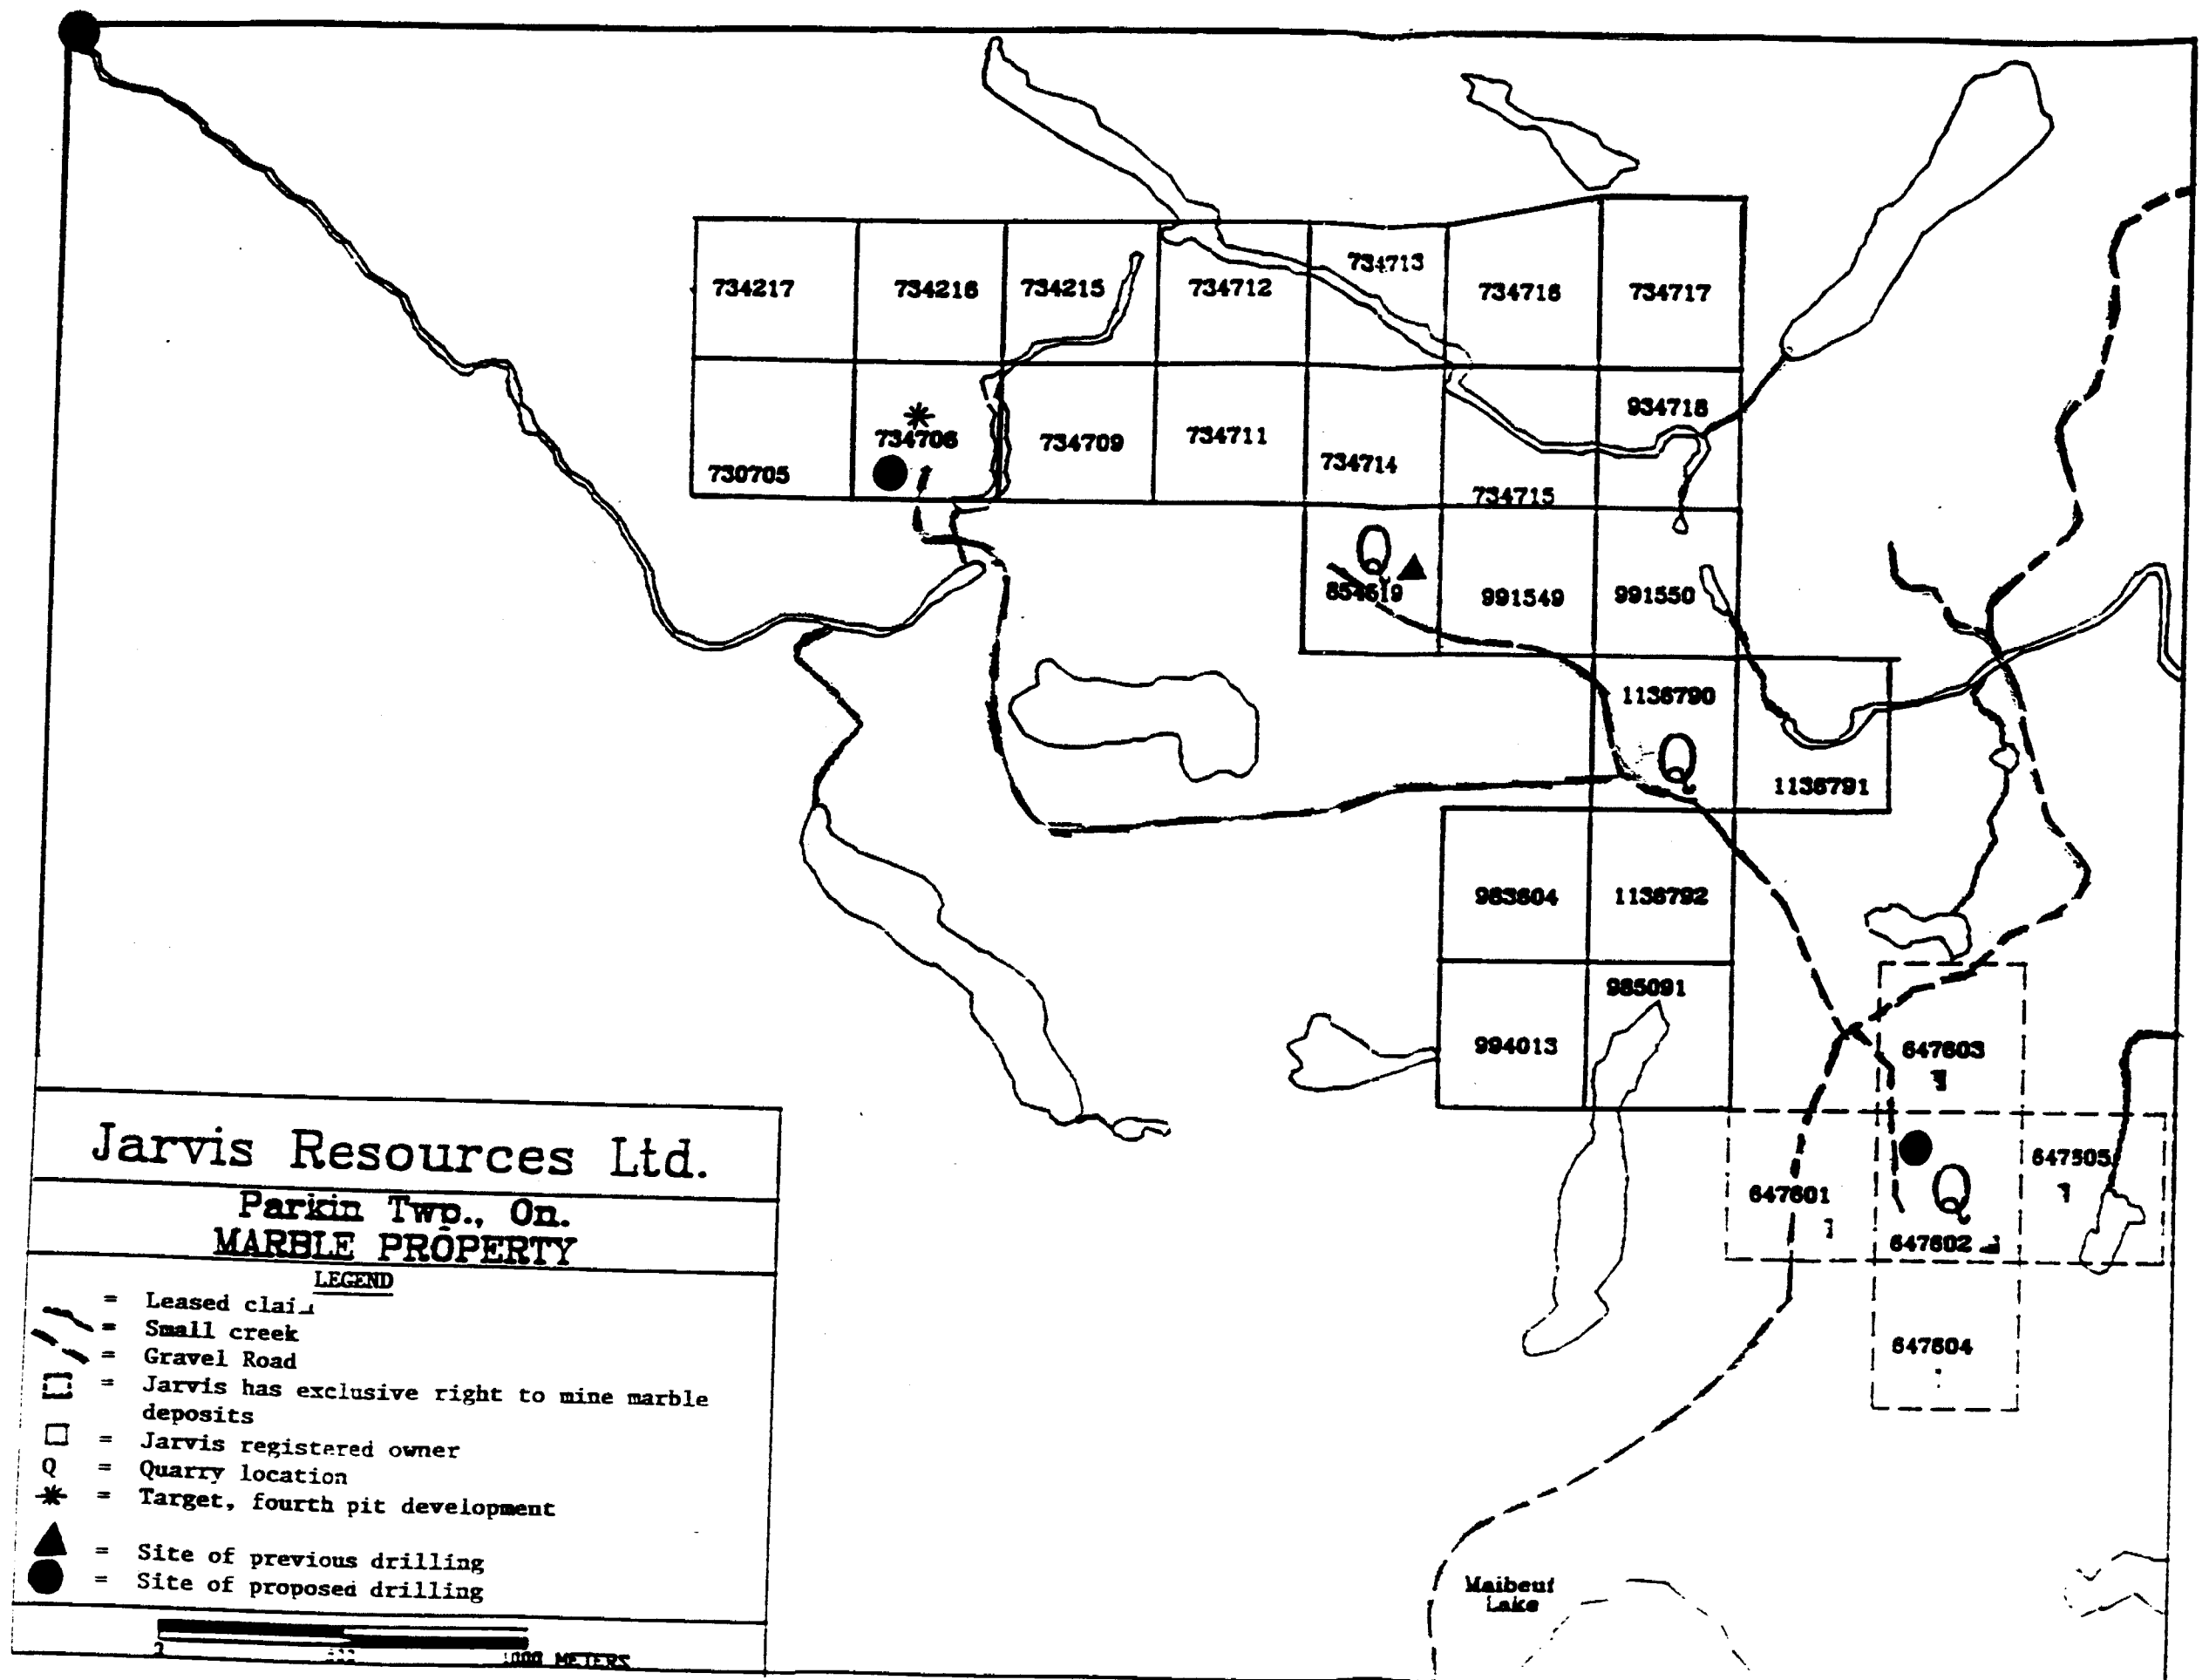 734217 734216 734215 734712 734713 734716 734717
730705 734706 734709 734711 734714 734715 934718
Q
854619 991549 991550
1136790
Q
1136791
983604 1136792
985091
994013
647603
647601 Q 647505
647602
647604
Jarvis Resources Ltd.
Parkin Twp., On.
MARBLE PROPERTY
LEGEND
= Leased
= Small creek
= Gravel Road
= Jarvis has exclusive right to mine marble
deposits
= Jarvis registered owner
Q = Quarry location
= Target, fourth pit development
= Site of previous drilling
= Site of proposed drilling
METERS
Lake